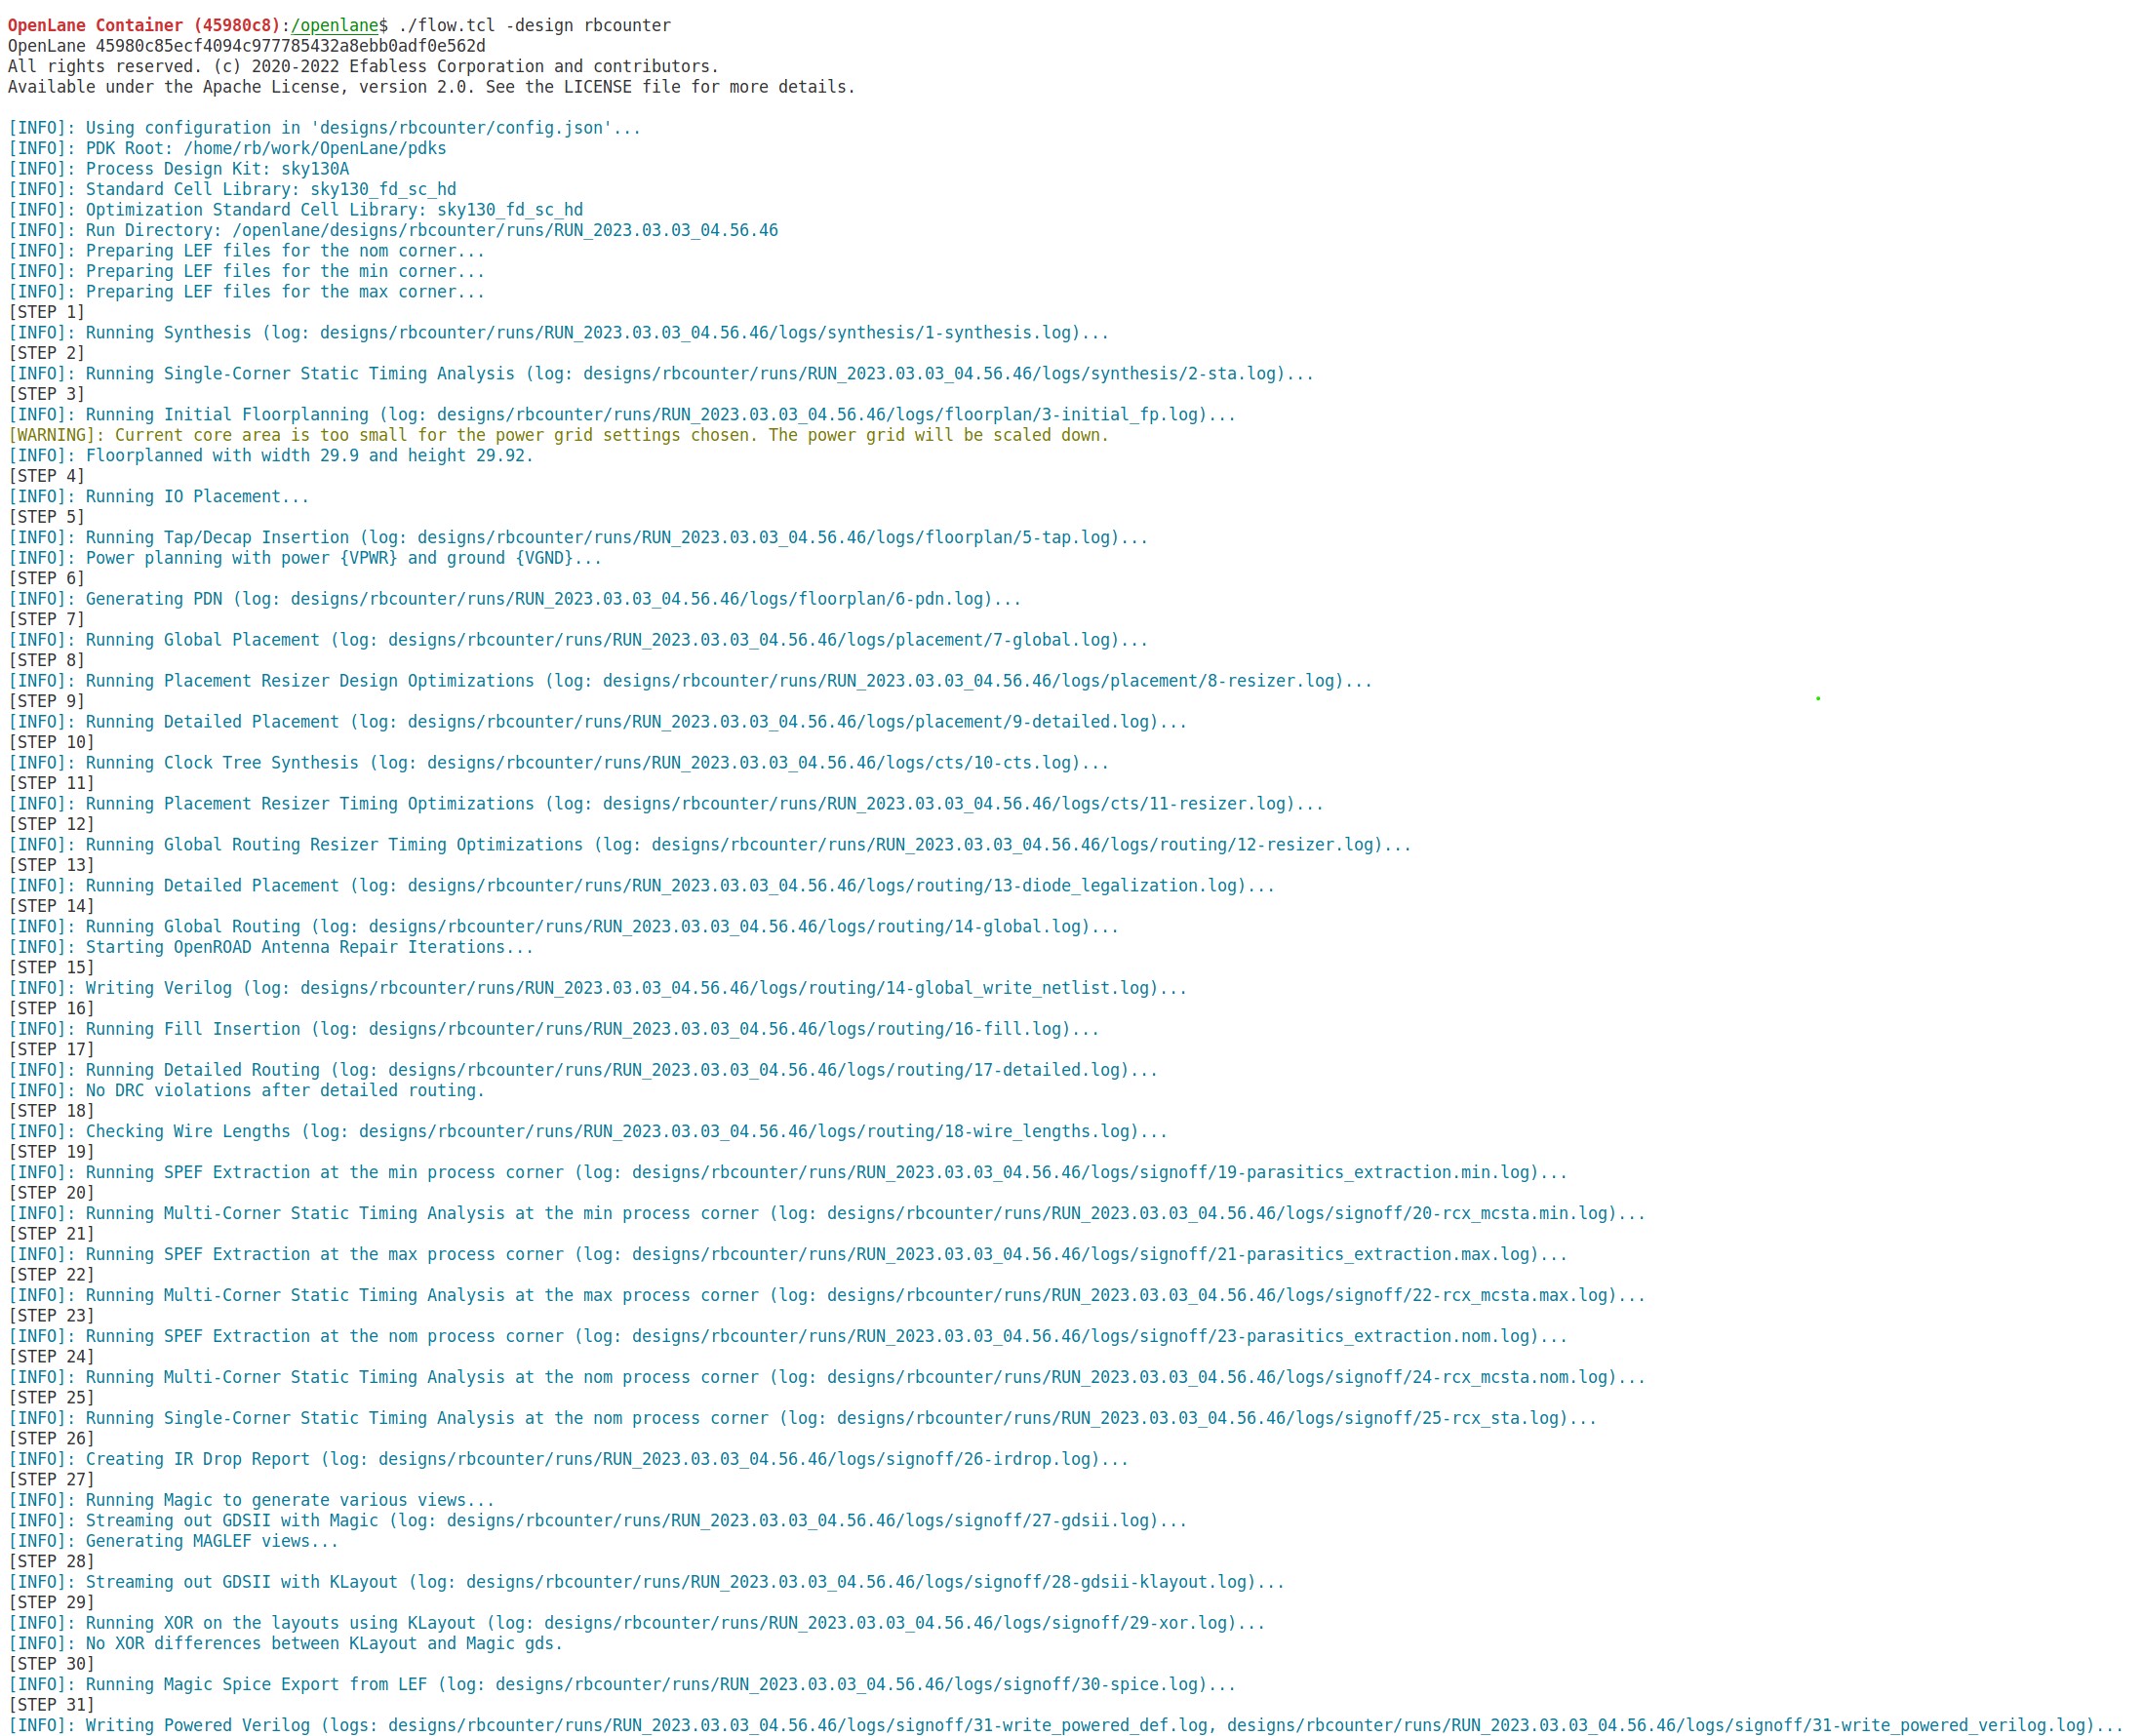 OpenLane Container (45980c8):/openlane$ ./flow.tcl -design rbcounter
OpenLane 45980c85ecf4094c977785432a8ebb0adf0e562d
All rights reserved. (c) 2020-2022 Efabless Corporation and contributors.
Available under the Apache License, version 2.0. See the LICENSE file for more details.

[INFO]: Using configuration in 'designs/rbcounter/config.json'...
[INFO]: PDK Root: /home/rb/work/OpenLane/pdks
[INFO]: Process Design Kit: sky130A
[INFO]: Standard Cell Library: sky130_fd_sc_hd
[INFO]: Optimization Standard Cell Library: sky130_fd_sc_hd
[INFO]: Run Directory: /openlane/designs/rbcounter/runs/RUN_2023.03.03_04.56.46
[INFO]: Preparing LEF files for the nom corner...
[INFO]: Preparing LEF files for the min corner...
[INFO]: Preparing LEF files for the max corner...
[STEP 1]
[INFO]: Running Synthesis (log: designs/rbcounter/runs/RUN_2023.03.03_04.56.46/logs/synthesis/1-synthesis.log)...
[STEP 2]
[INFO]: Running Single-Corner Static Timing Analysis (log: designs/rbcounter/runs/RUN_2023.03.03_04.56.46/logs/synthesis/2-sta.log)...
[STEP 3]
[INFO]: Running Initial Floorplanning (log: designs/rbcounter/runs/RUN_2023.03.03_04.56.46/logs/floorplan/3-initial_fp.log)...
[WARNING]: Current core area is too small for the power grid settings chosen. The power grid will be scaled down.
[INFO]: Floorplanned with width 29.9 and height 29.92.
[STEP 4]
[INFO]: Running IO Placement...
[STEP 5]
[INFO]: Running Tap/Decap Insertion (log: designs/rbcounter/runs/RUN_2023.03.03_04.56.46/logs/floorplan/5-tap.log)...
[INFO]: Power planning with power {VPWR} and ground {VGND}...
[STEP 6]
[INFO]: Generating PDN (log: designs/rbcounter/runs/RUN_2023.03.03_04.56.46/logs/floorplan/6-pdn.log)...
[STEP 7]
[INFO]: Running Global Placement (log: designs/rbcounter/runs/RUN_2023.03.03_04.56.46/logs/placement/7-global.log)...
[STEP 8]
[INFO]: Running Placement Resizer Design Optimizations (log: designs/rbcounter/runs/RUN_2023.03.03_04.56.46/logs/placement/8-resizer.log)...
[STEP 9]
[INFO]: Running Detailed Placement (log: designs/rbcounter/runs/RUN_2023.03.03_04.56.46/logs/placement/9-detailed.log)...
[STEP 10]
[INFO]: Running Clock Tree Synthesis (log: designs/rbcounter/runs/RUN_2023.03.03_04.56.46/logs/cts/10-cts.log)...
[STEP 11]
[INFO]: Running Placement Resizer Timing Optimizations (log: designs/rbcounter/runs/RUN_2023.03.03_04.56.46/logs/cts/11-resizer.log)...
[STEP 12]
[INFO]: Running Global Routing Resizer Timing Optimizations (log: designs/rbcounter/runs/RUN_2023.03.03_04.56.46/logs/routing/12-resizer.log)...
[STEP 13]
[INFO]: Running Detailed Placement (log: designs/rbcounter/runs/RUN_2023.03.03_04.56.46/logs/routing/13-diode_legalization.log)...
[STEP 14]
[INFO]: Running Global Routing (log: designs/rbcounter/runs/RUN_2023.03.03_04.56.46/logs/routing/14-global.log)...
[INFO]: Starting OpenROAD Antenna Repair Iterations...
[STEP 15]
[INFO]: Writing Verilog (log: designs/rbcounter/runs/RUN_2023.03.03_04.56.46/logs/routing/14-global_write_netlist.log)...
[STEP 16]
[INFO]: Running Fill Insertion (log: designs/rbcounter/runs/RUN_2023.03.03_04.56.46/logs/routing/16-fill.log)...
[STEP 17]
[INFO]: Running Detailed Routing (log: designs/rbcounter/runs/RUN_2023.03.03_04.56.46/logs/routing/17-detailed.log)...
[INFO]: No DRC violations after detailed routing.
[STEP 18]
[INFO]: Checking Wire Lengths (log: designs/rbcounter/runs/RUN_2023.03.03_04.56.46/logs/routing/18-wire_lengths.log)...
[STEP 19]
[INFO]: Running SPEF Extraction at the min process corner (log: designs/rbcounter/runs/RUN_2023.03.03_04.56.46/logs/signoff/19-parasitics_extraction.min.log)...
[STEP 20]
[INFO]: Running Multi-Corner Static Timing Analysis at the min process corner (log: designs/rbcounter/runs/RUN_2023.03.03_04.56.46/logs/signoff/20-rcx_mcsta.min.log)...
[STEP 21]
[INFO]: Running SPEF Extraction at the max process corner (log: designs/rbcounter/runs/RUN_2023.03.03_04.56.46/logs/signoff/21-parasitics_extraction.max.log)...
[STEP 22]
[INFO]: Running Multi-Corner Static Timing Analysis at the max process corner (log: designs/rbcounter/runs/RUN_2023.03.03_04.56.46/logs/signoff/22-rcx_mcsta.max.log)...
[STEP 23]
[INFO]: Running SPEF Extraction at the nom process corner (log: designs/rbcounter/runs/RUN_2023.03.03_04.56.46/logs/signoff/23-parasitics_extraction.nom.log)...
[STEP 24]
[INFO]: Running Multi-Corner Static Timing Analysis at the nom process corner (log: designs/rbcounter/runs/RUN_2023.03.03_04.56.46/logs/signoff/24-rcx_mcsta.nom.log)...
[STEP 25]
[INFO]: Running Single-Corner Static Timing Analysis at the nom process corner (log: designs/rbcounter/runs/RUN_2023.03.03_04.56.46/logs/signoff/25-rcx_sta.log)...
[STEP 26]
[INFO]: Creating IR Drop Report (log: designs/rbcounter/runs/RUN_2023.03.03_04.56.46/logs/signoff/26-irdrop.log)...
[STEP 27]
[INFO]: Running Magic to generate various views...
[INFO]: Streaming out GDSII with Magic (log: designs/rbcounter/runs/RUN_2023.03.03_04.56.46/logs/signoff/27-gdsii.log)...
[INFO]: Generating MAGLEF views...
[STEP 28]
[INFO]: Streaming out GDSII with KLayout (log: designs/rbcounter/runs/RUN_2023.03.03_04.56.46/logs/signoff/28-gdsii-klayout.log)...
[STEP 29]
[INFO]: Running XOR on the layouts using KLayout (log: designs/rbcounter/runs/RUN_2023.03.03_04.56.46/logs/signoff/29-xor.log)...
[INFO]: No XOR differences between KLayout and Magic gds.
[STEP 30]
[INFO]: Running Magic Spice Export from LEF (log: designs/rbcounter/runs/RUN_2023.03.03_04.56.46/logs/signoff/30-spice.log)...
[STEP 31]
[INFO]: Writing Powered Verilog (logs: designs/rbcounter/runs/RUN_2023.03.03_04.56.46/logs/signoff/31-write_powered_def.log, designs/rbcounter/runs/RUN_2023.03.03_04.56.46/logs/signoff/31-write_powered_verilog.log)...